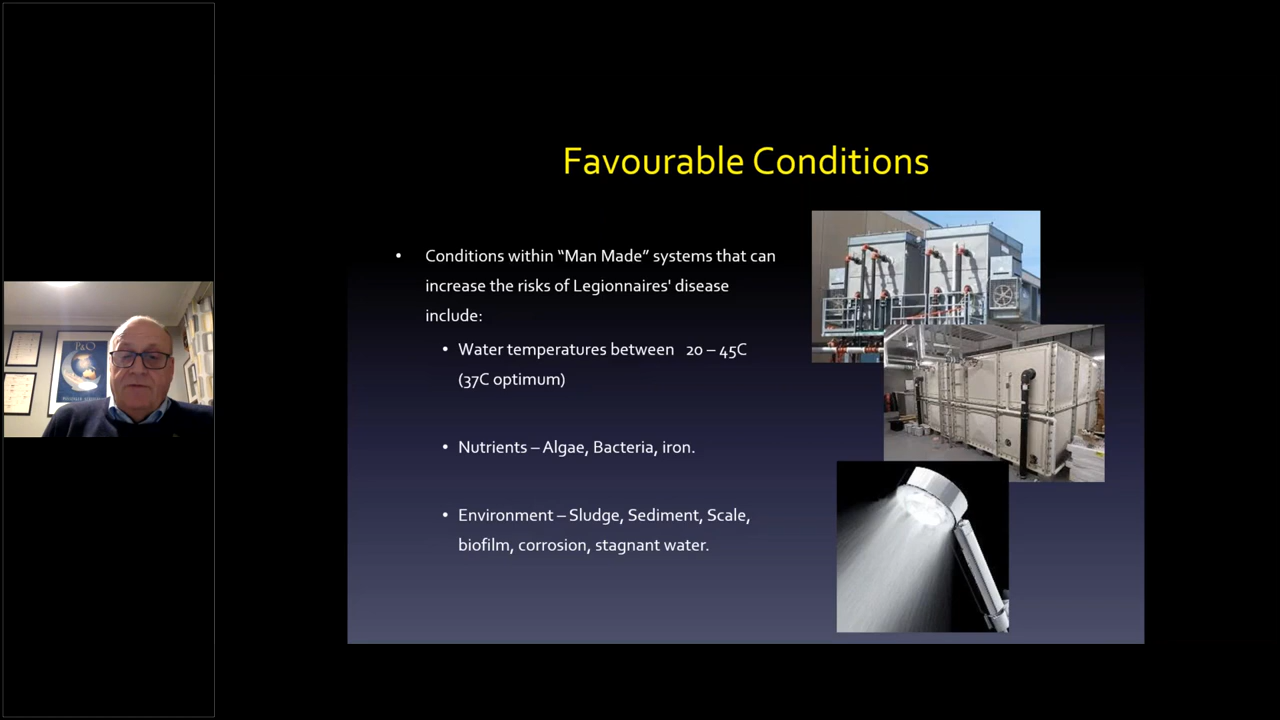 Favourable Conditions
• Conditions within “Man Made” systems that can
increase the risks of Legionnaires' disease
include:
• Water temperatures between 20 – 45C
(37C optimum)
• Nutrients – Algae, Bacteria, iron.
• Environment – Sludge, Sediment, Scale,
biofilm, corrosion, stagnant water.
P&O